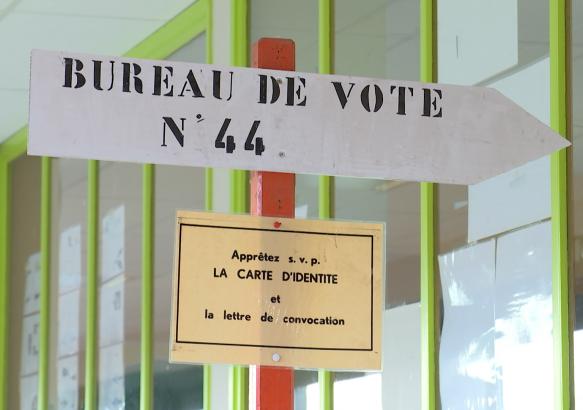 BUREAU DE VOTE
N° 44
Apprêtez s.v.p.
LA CARTE D'IDENTITE
et
la lettre de convocation